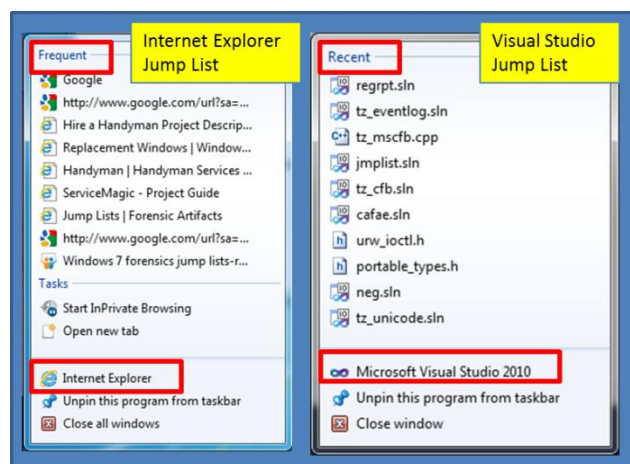 Internet Explorer
Jump List
Frequent
Google
http://www.google.com/url?sa=...
Hire a Handyman Project Descrip...
Replacement Windows | Window...
Handyman | Handyman Services ...
ServiceMagic - Project Guide
Jump Lists | Forensic Artifacts
http://www.google.com/url?sa=...
Windows 7 forensics jump lists-r...
Tasks
Start InPrivate Browsing
Open new tab
Internet Explorer
Unpin this program from taskbar
Close all windows
Visual Studio
Jump List
Recent
regrpt.sln
tz_eventlog.sln
tz_mscfb.cpp
jmplist.sln
tz_cfb.sln
cafae.sln
urw_ioctl.h
portable_types.h
neg.sln
tz_unicode.sln
Microsoft Visual Studio 2010
Unpin this program from taskbar
Close window